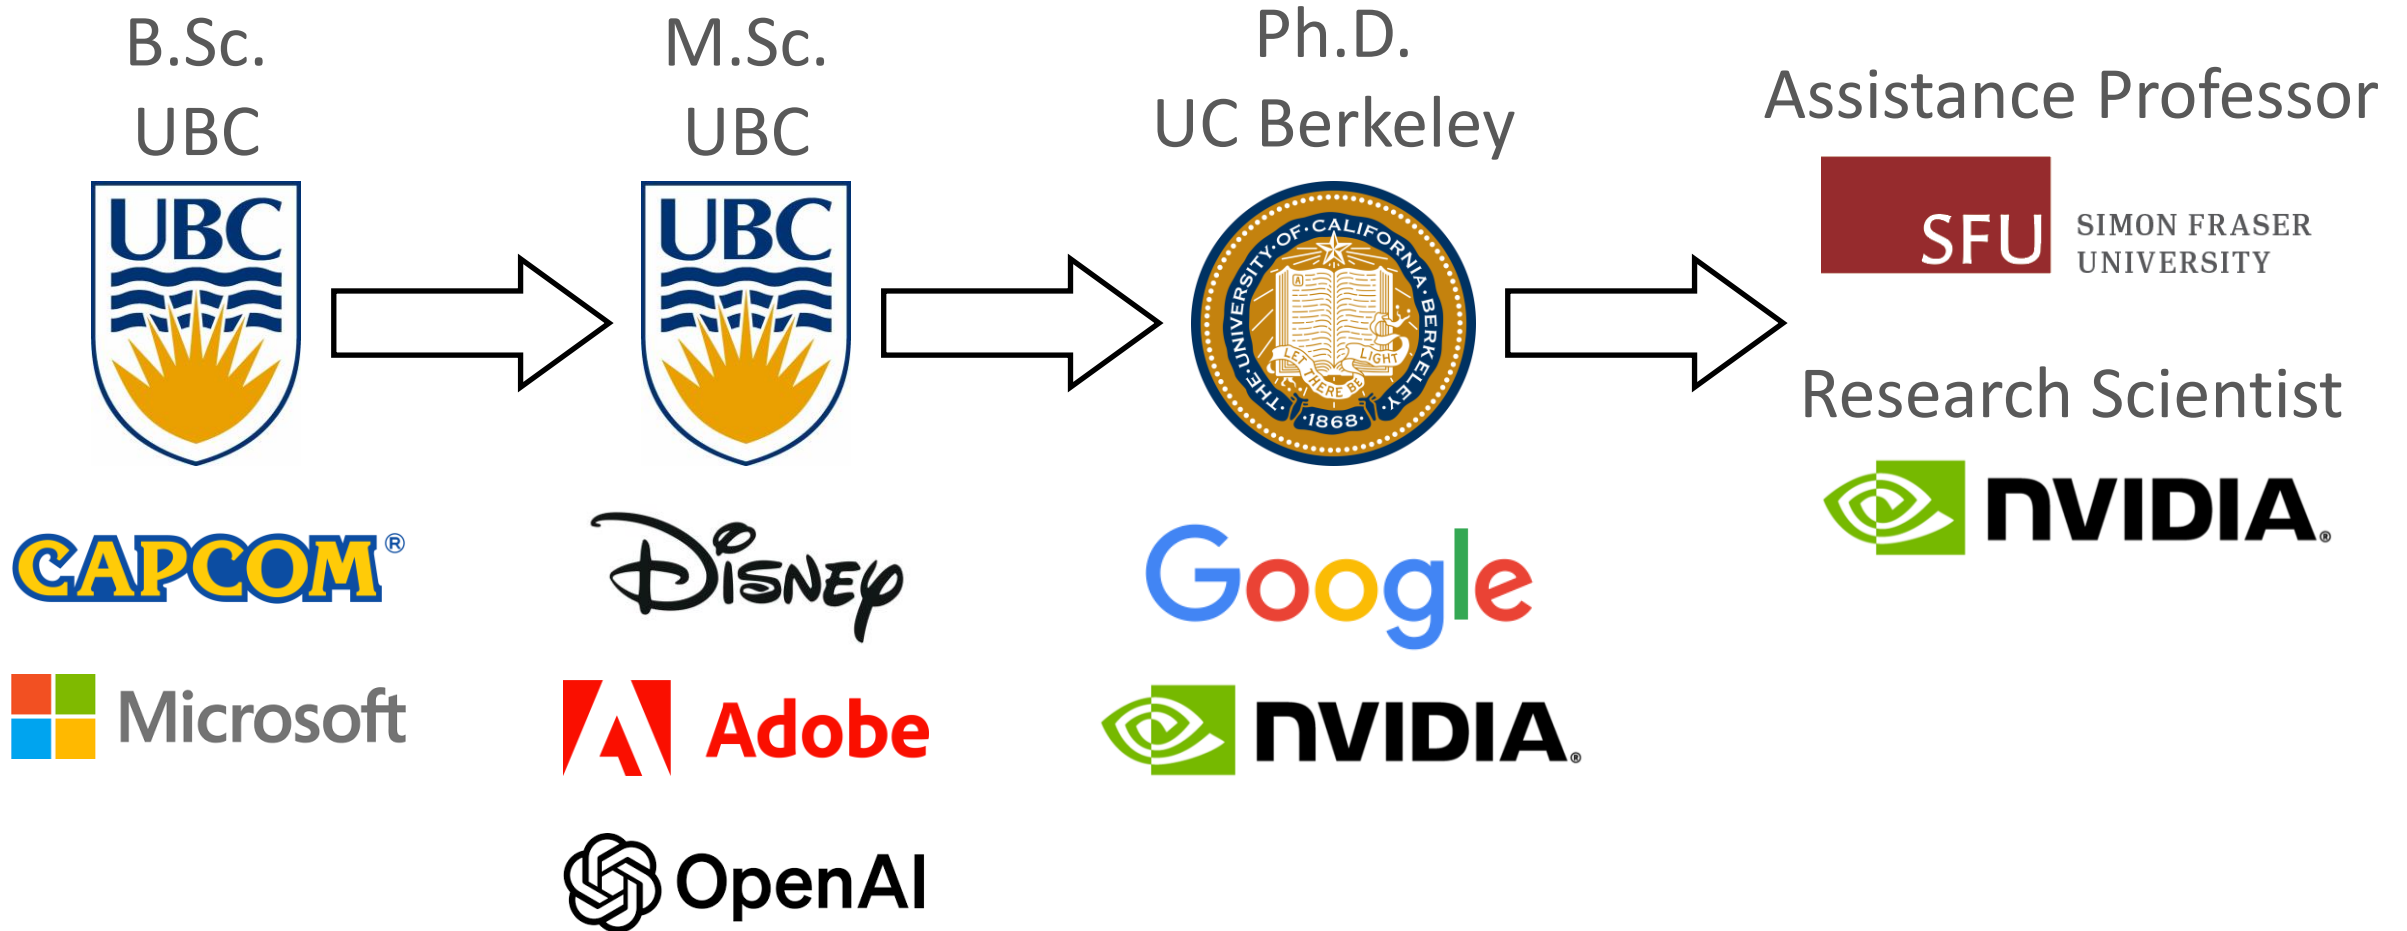 B.Sc.
UBC
UBC
CAPCOM®
Microsoft
M.Sc.
UBC
UBC
Disney
Adobe
OpenAI
Ph.D.
UC Berkeley
·THE·UNIVERSITY·OF·CALIFORNIA·BERKELEY·
A
LET THERE BE LIGHT
·1868·
Google
NVIDIA®
Assistance Professor
SFU
SIMON FRASER
UNIVERSITY
Research Scientist
NVIDIA®